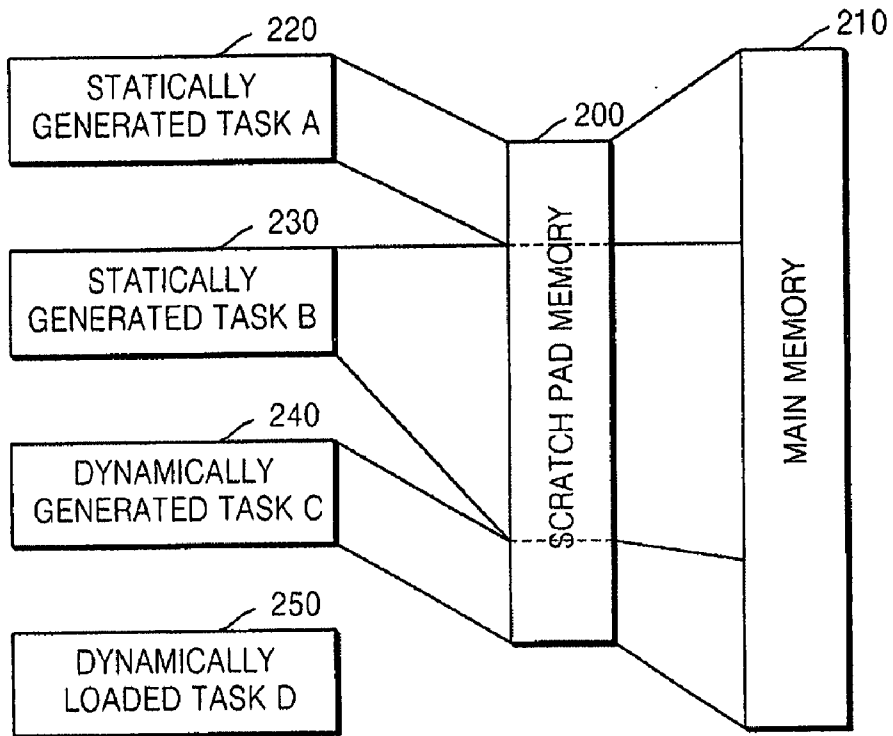 220
STATICALLY
GENERATED TASK A
230
STATICALLY
GENERATED TASK B
240
DYNAMICALLY
GENERATED TASK C
250
DYNAMICALLY
LOADED TASK D
200
SCRATCH PAD MEMORY
210
MAIN MEMORY